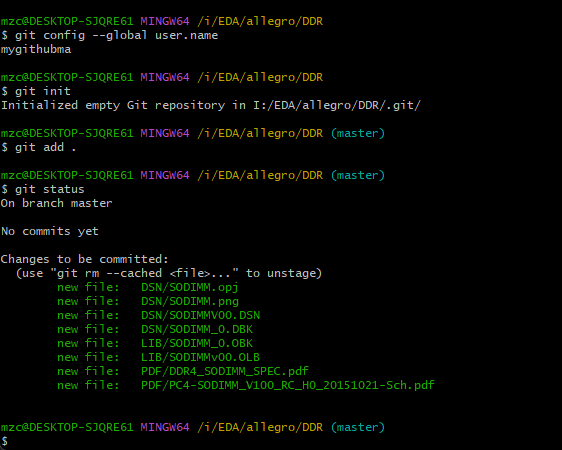 mzc@DESKTOP-SJQRE61 MINGW64 /i/EDA/allegro/DDR
$ git config --global user.name
mygithubma
mzc@DESKTOP-SJQRE61 MINGW64 /i/EDA/allegro/DDR
$ git init
Initialized empty Git repository in I:/EDA/allegro/DDR/.git/
mzc@DESKTOP-SJQRE61 MINGW64 /i/EDA/allegro/DDR (master)
$ git add .
mzc@DESKTOP-SJQRE61 MINGW64 /i/EDA/allegro/DDR (master)
$ git status
On branch master
No commits yet
Changes to be committed:
  (use "git rm --cached <file>..." to unstage)
        new file:   DSN/SODIMM.opj
        new file:   DSN/SODIMM.png
        new file:   DSN/SODIMMV00.DSN
        new file:   DSN/SODIMM_0.DBK
        new file:   LIB/SODIMM_0.OBK
        new file:   LIB/SODIMMv00.OLB
        new file:   PDF/DDR4_SODIMM_SPEC.pdf
        new file:   PDF/PC4-SODIMM_V100_RC_H0_20151021-Sch.pdf
mzc@DESKTOP-SJQRE61 MINGW64 /i/EDA/allegro/DDR (master)
$